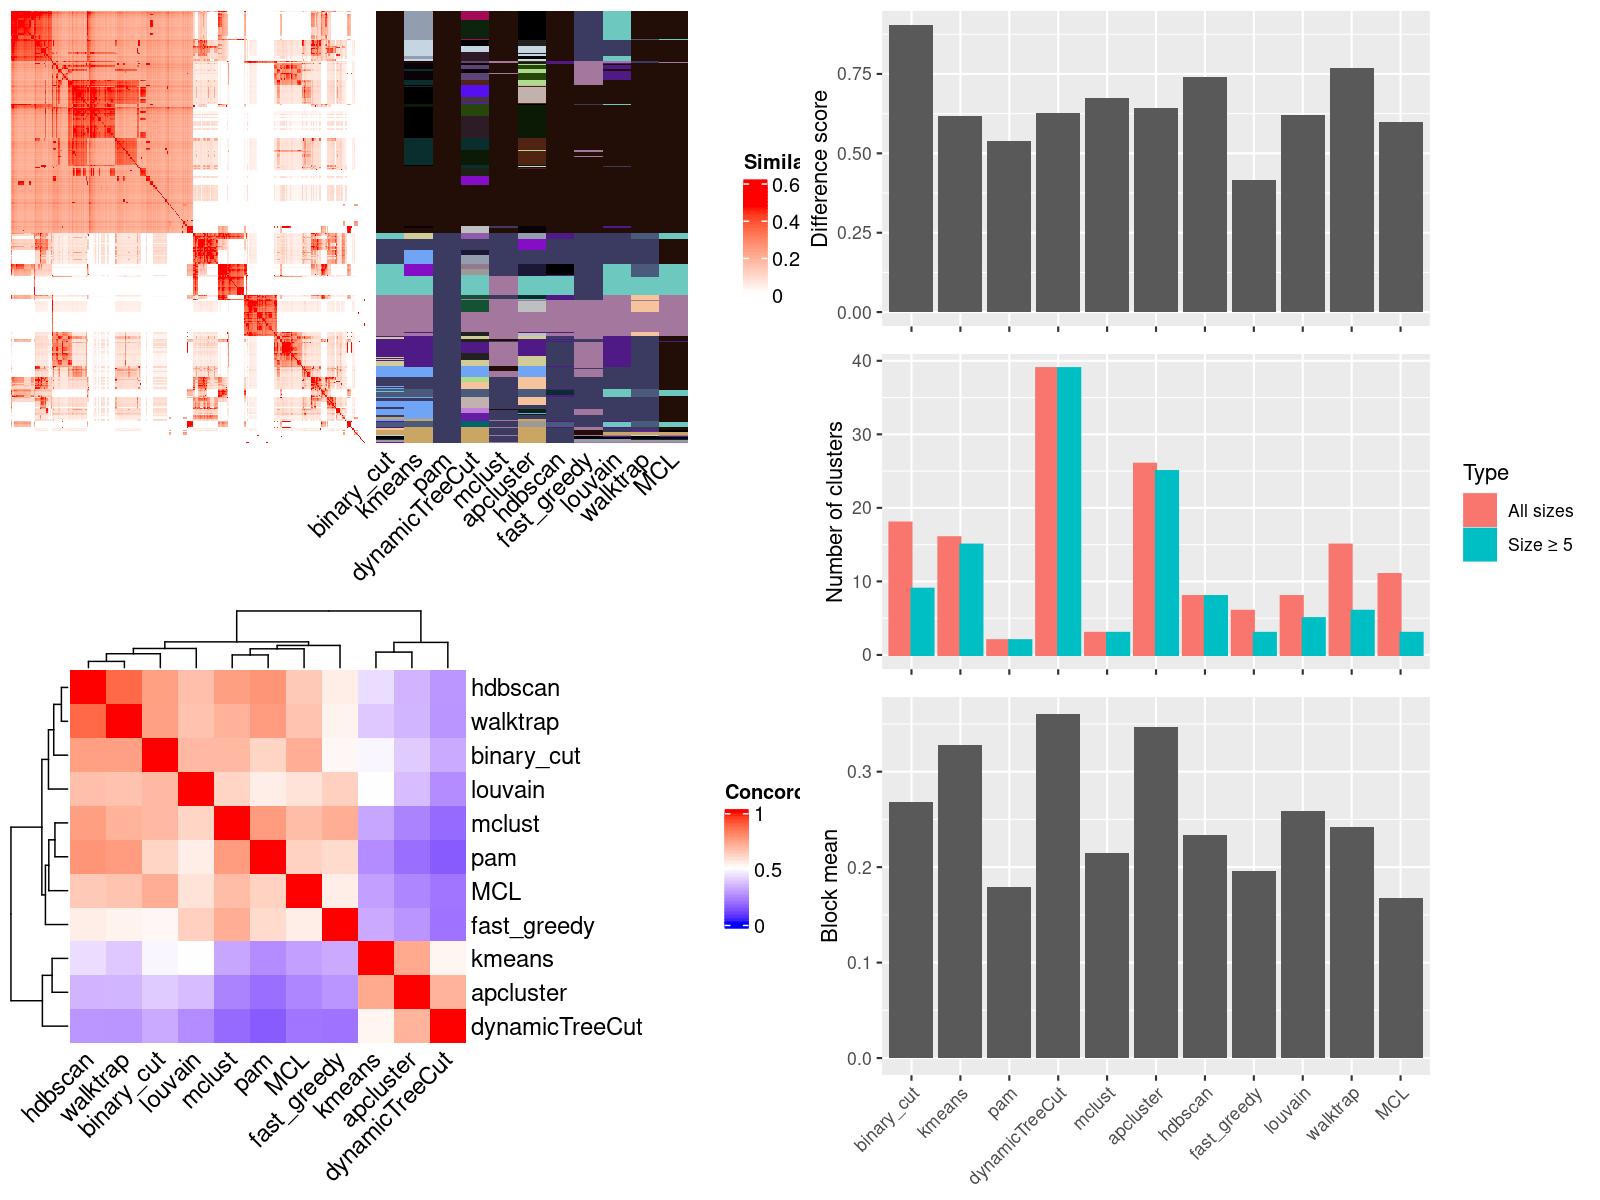 Simila
0.6
0.4
0.2
0
binary_cut
kmeans
pam
dynamicTreeCut
mclust
apcluster
hdbscan
fast_greedy
louvain
walktrap
MCL
Difference score
0.75
0.50
0.25
0.00
Number of clusters
40
30
20
10
0
Type
All sizes
Size ≥ 5
hdbscan
walktrap
binary_cut
louvain
mclust
pam
MCL
fast_greedy
kmeans
apcluster
dynamicTreeCut
hdbscan
walktrap
binary_cut
louvain
mclust
pam
MCL
fast_greedy
kmeans
apcluster
dynamicTreeCut
Concord
1
0.5
0
Block mean
0.3
0.2
0.1
0.0
binary_cut
kmeans
pam
dynamicTreeCut
mclust
apcluster
hdbscan
fast_greedy
louvain
walktrap
MCL